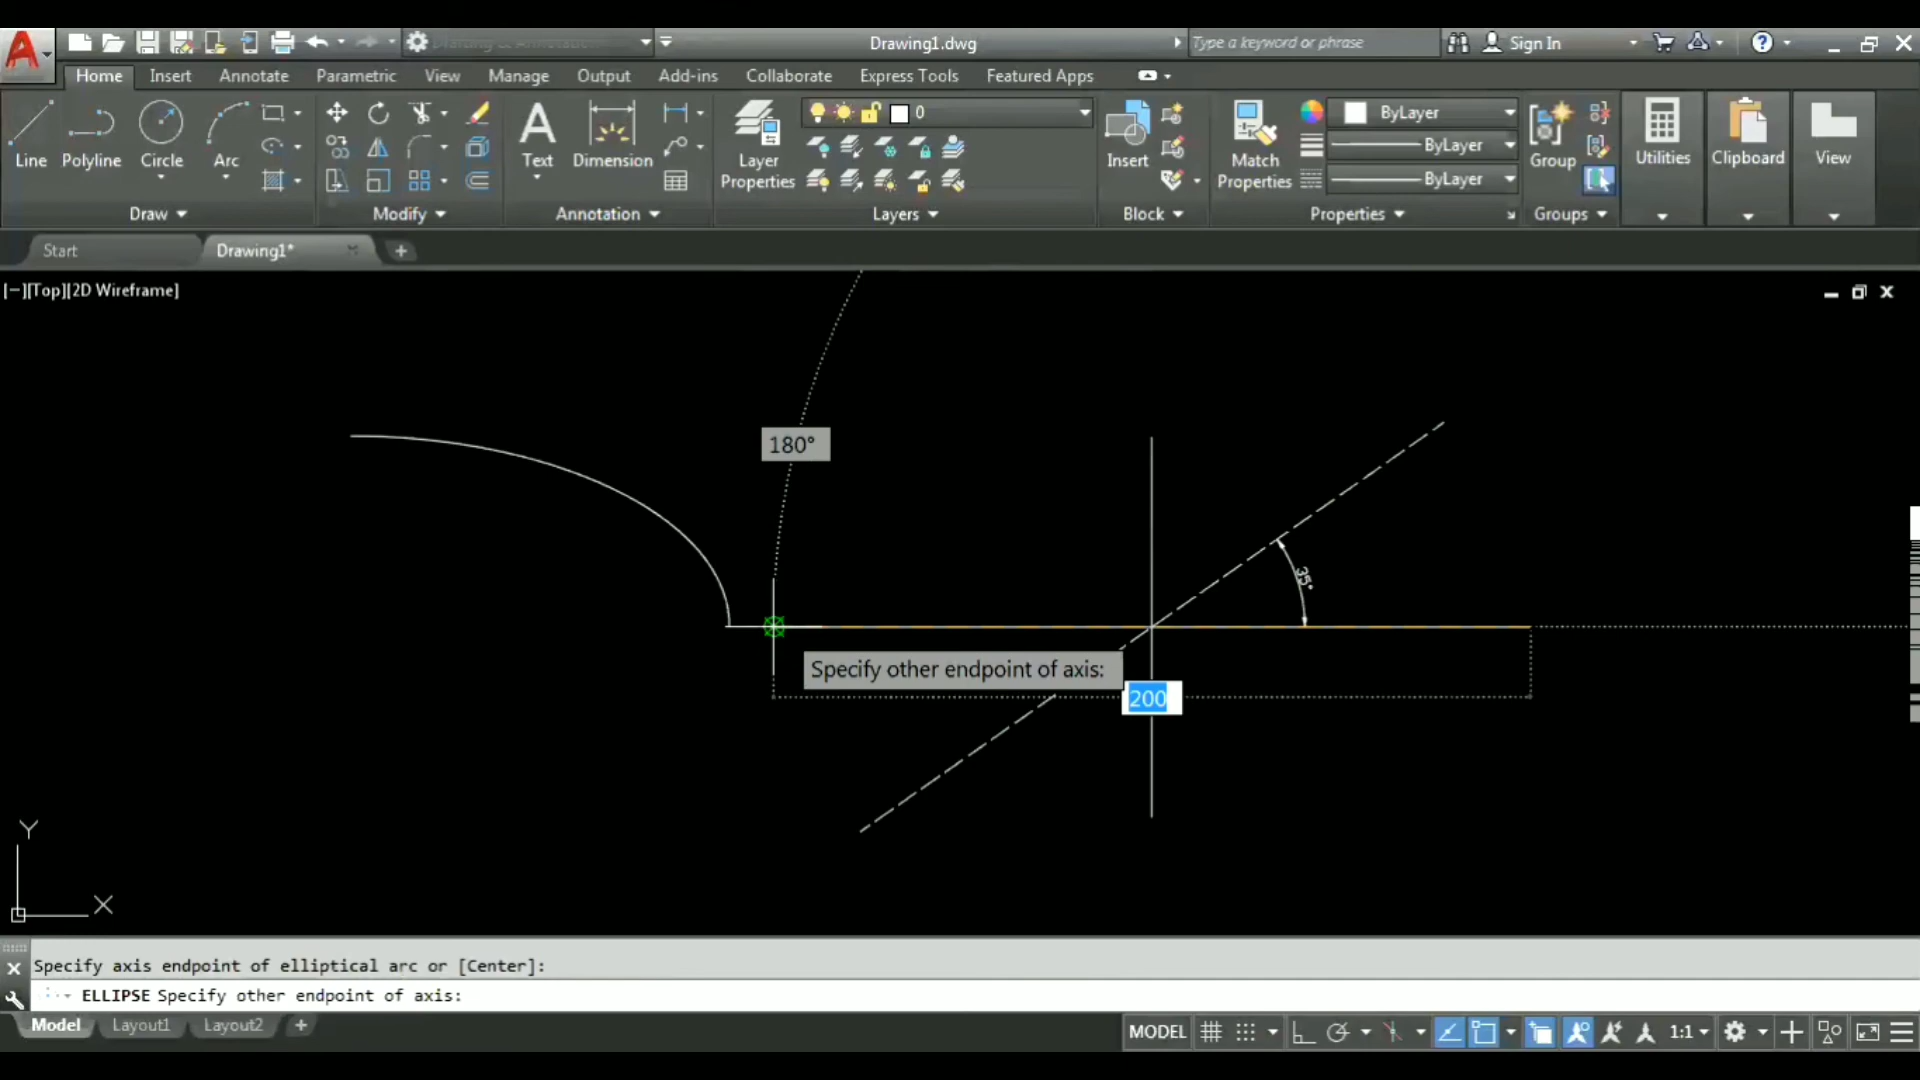 Drafting & Annotation
Drawing1.dwg
Type a keyword or phrase
Sign In
Home Insert Annotate Parametric View Manage Output Add-ins Collaborate Express Tools Featured Apps
Line Polyline Circle Arc
Text Dimension
Layer Properties
0
Insert
Match Properties
ByLayer
ByLayer
ByLayer
Group
Utilities Clipboard View
Draw Modify Annotation Layers Block Properties Groups
Start Drawing1* +
[−][Top][2D Wireframe]
180°
35°
Specify other endpoint of axis:
200
Y
X
Specify axis endpoint of elliptical arc or [Center]:
ELLIPSE Specify other endpoint of axis:
Model Layout1 Layout2 +
MODEL 1:1